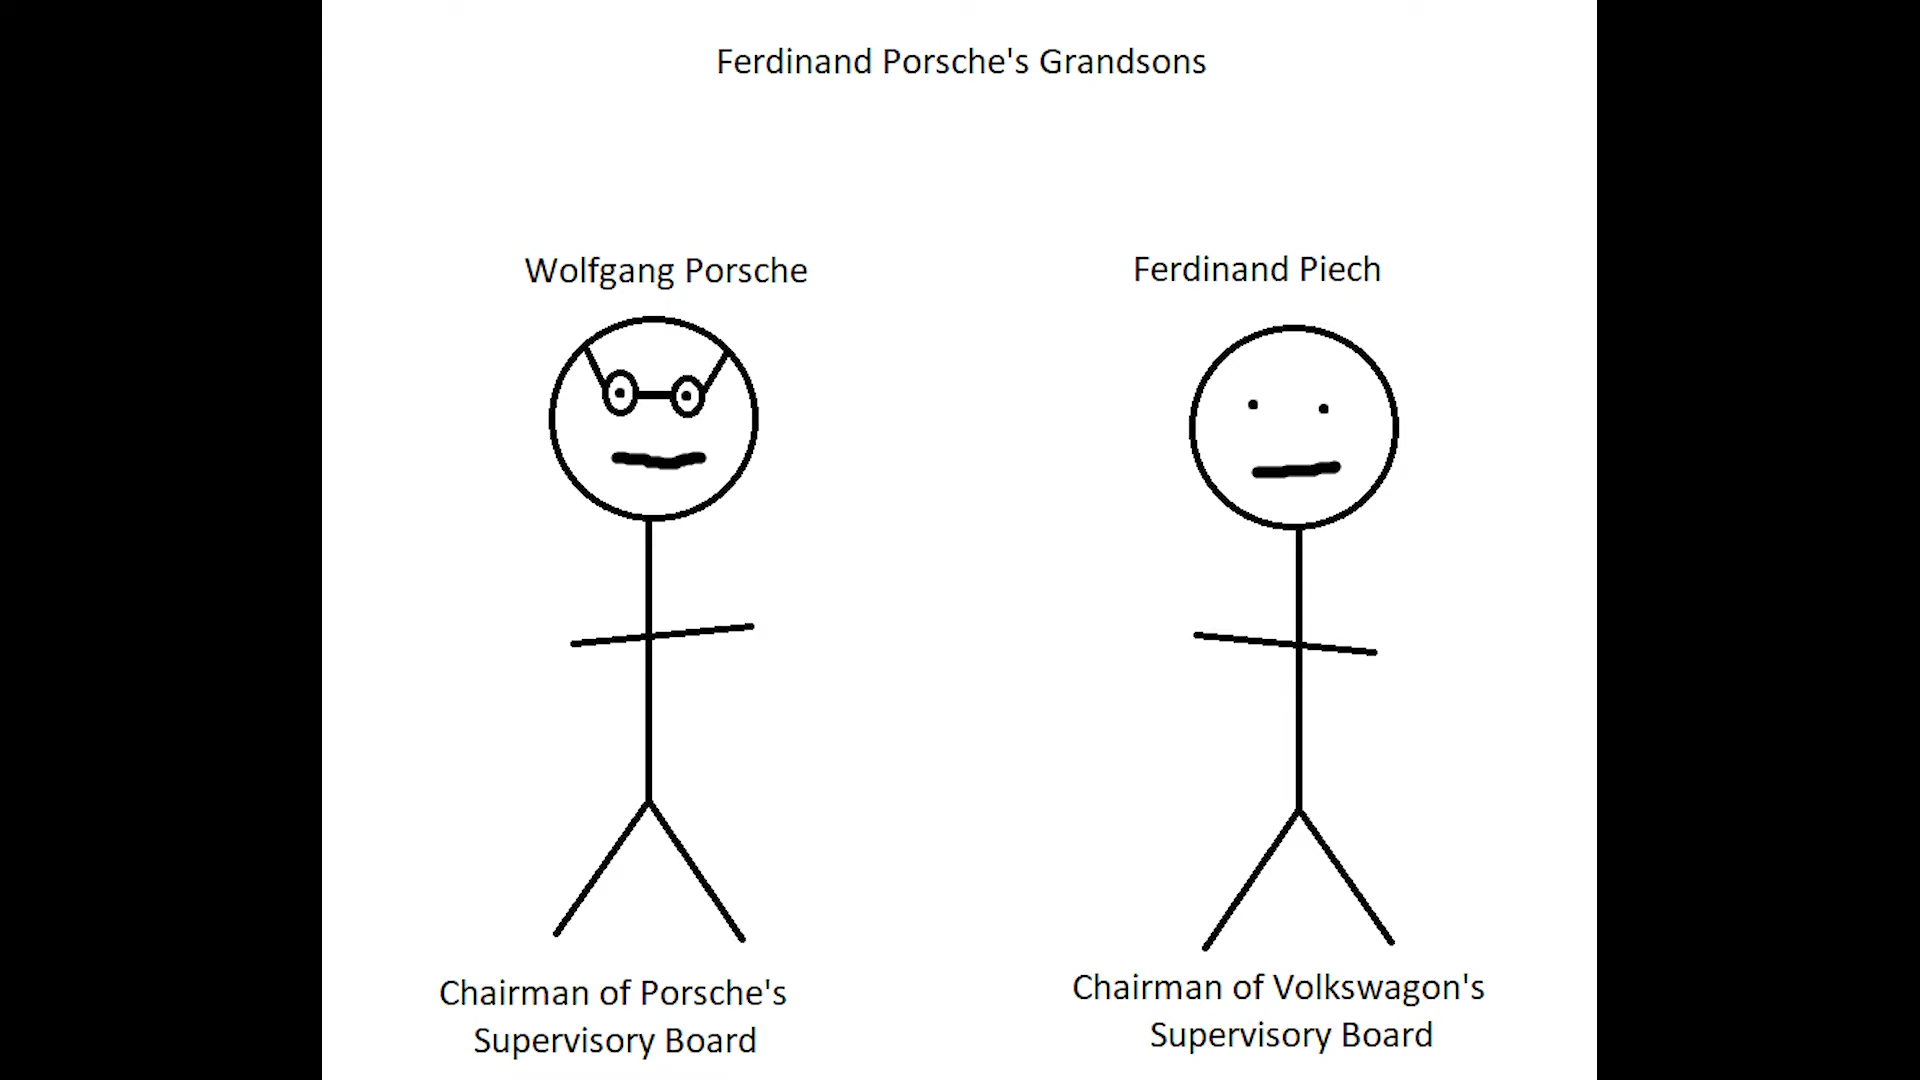 Ferdinand Porsche's Grandsons
Wolfgang Porsche
Ferdinand Piech
Chairman of Porsche's
Supervisory Board
Chairman of Volkswagon's
Supervisory Board